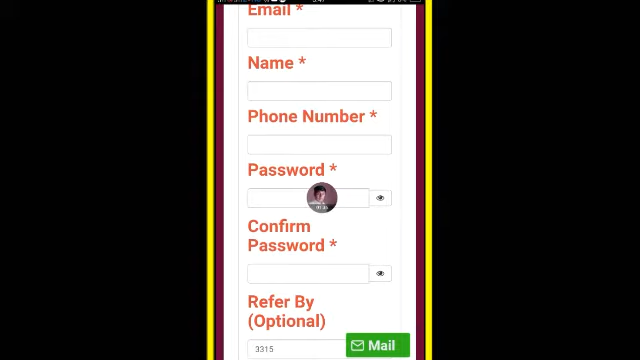 Email *
Name *
Phone Number *
Password *
Confirm
Password *
Refer By
(Optional)
3315
Mail